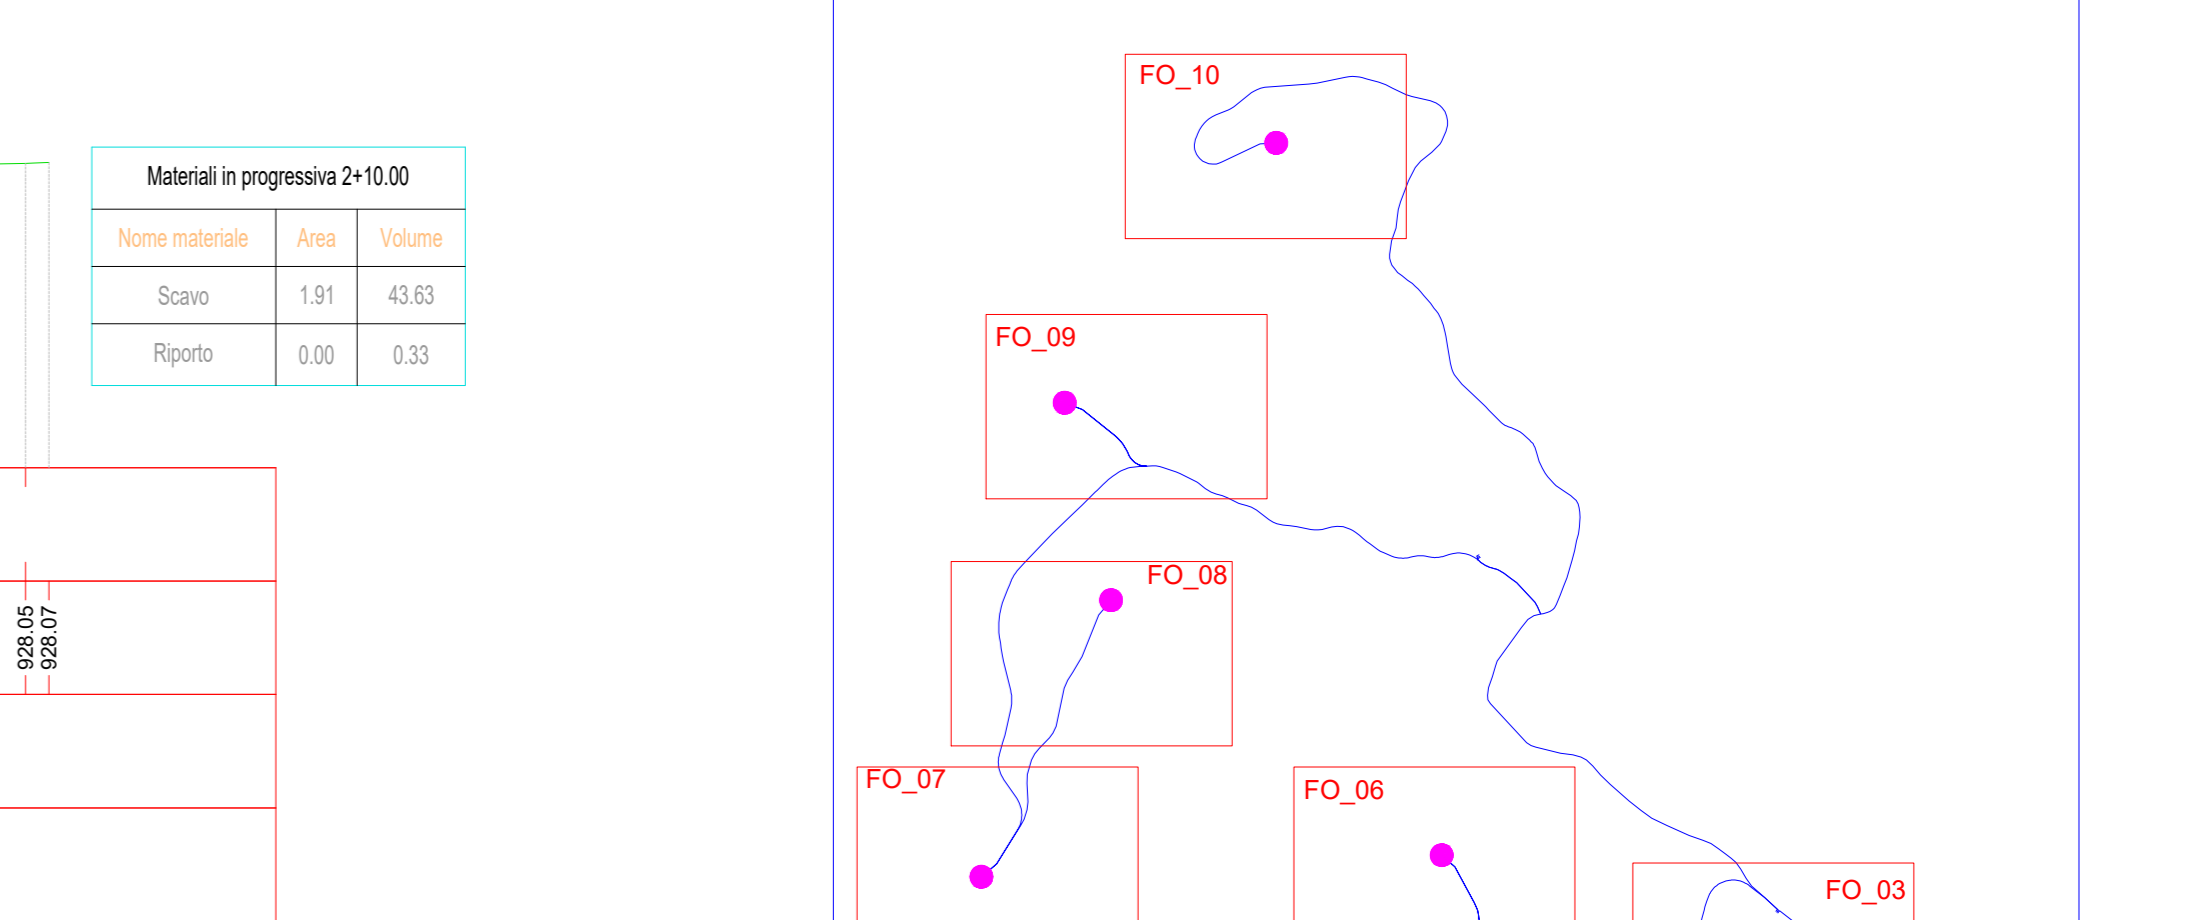 Materiali in progressiva 2+10.00
Nome materiale Area Volume
Scavo 1.91 43.63
Riporto 0.00 0.33
928.05
928.07
FO_10
FO_09
FO_08
FO_07
FO_06
FO_03